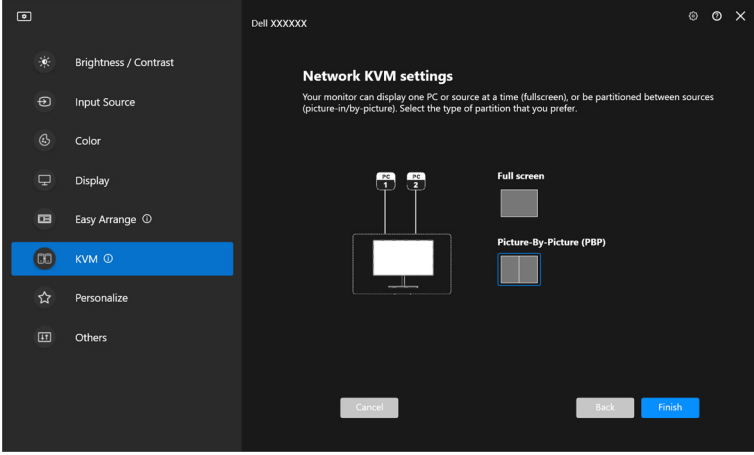 Dell XXXXXX
Brightness / Contrast
Input Source
Color
Display
Easy Arrange
KVM
Personalize
Others
Network KVM settings
Your monitor can display one PC or source at a time (fullscreen), or be partitioned between sources
(picture-in/by-picture). Select the type of partition that you prefer.
PC
1
PC
2
Full screen
Picture-By-Picture (PBP)
Cancel
Back
Finish